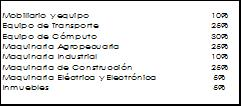 Mobiliario y equipo 10%
Equipo de Transporte 25%
Equipo de Cómputo 30%
Maquinaria Agropecuaria 25%
Maquinaria Industrial 10%
Maquinaria de Construcción 25%
Maquinaria Eléctrica y Electrónica 5%
Inmuebles 5%